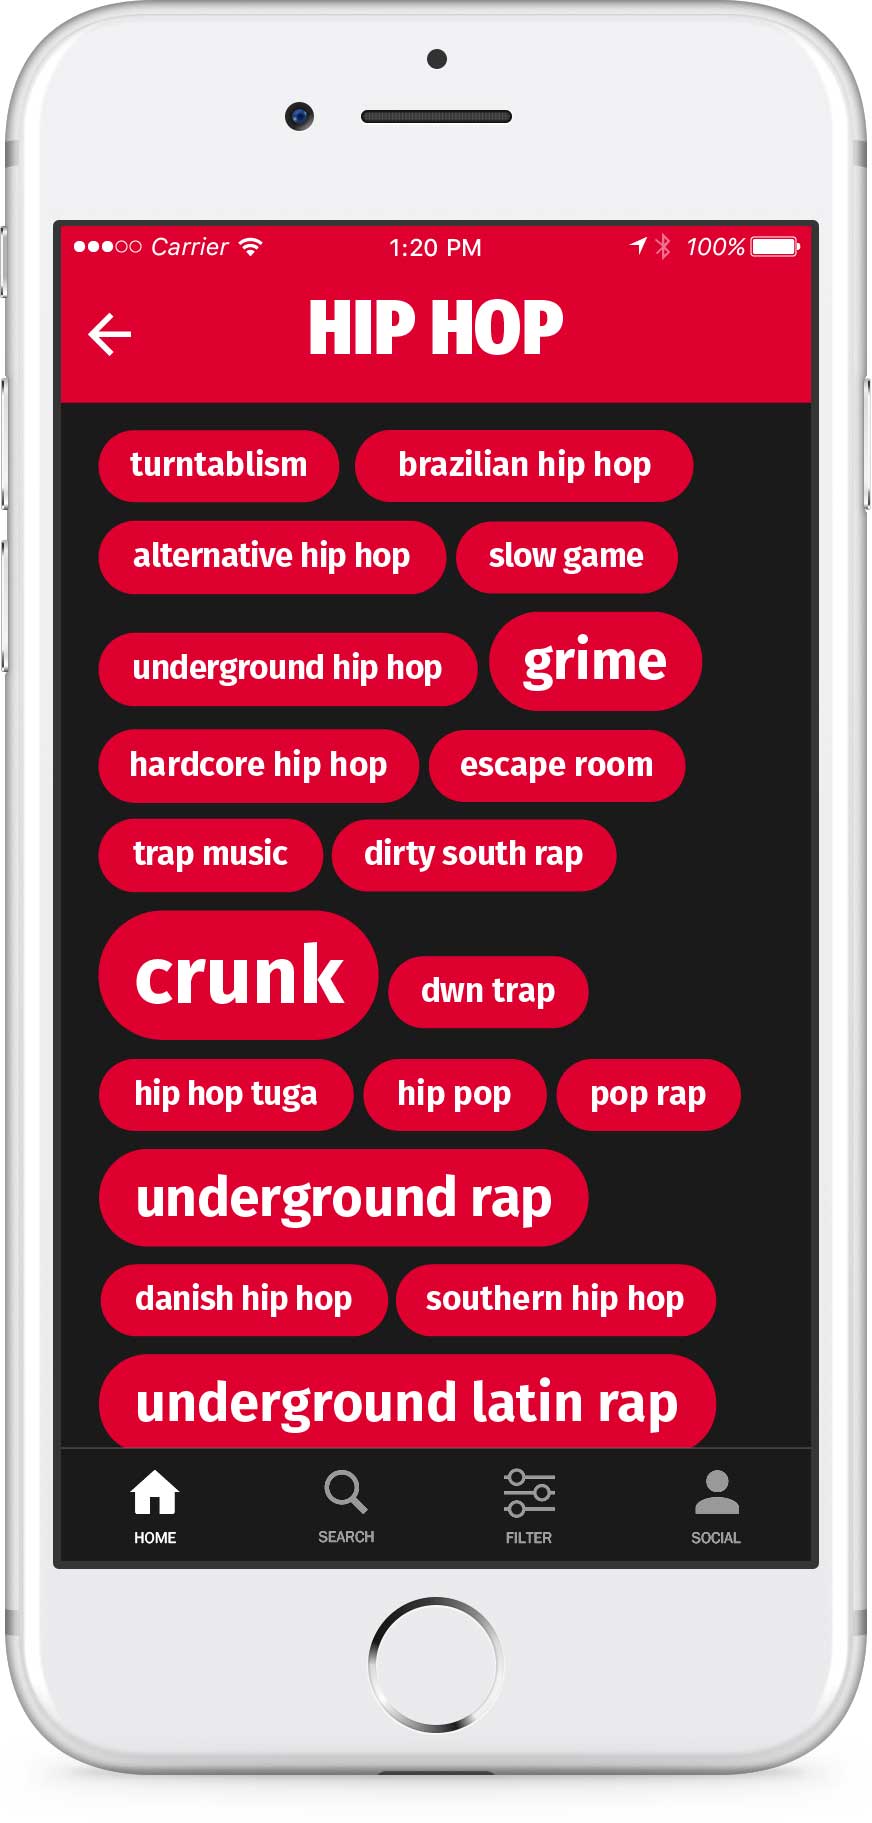 Carrier 1:20 PM 100%
HIP HOP
turntablism brazilian hip hop
alternative hip hop slow game
underground hip hop grime
hardcore hip hop escape room
trap music dirty south rap
crunk dwn trap
hip hop tuga hip pop pop rap
underground rap
danish hip hop southern hip hop
underground latin rap
HOME SEARCH FILTER SOCIAL